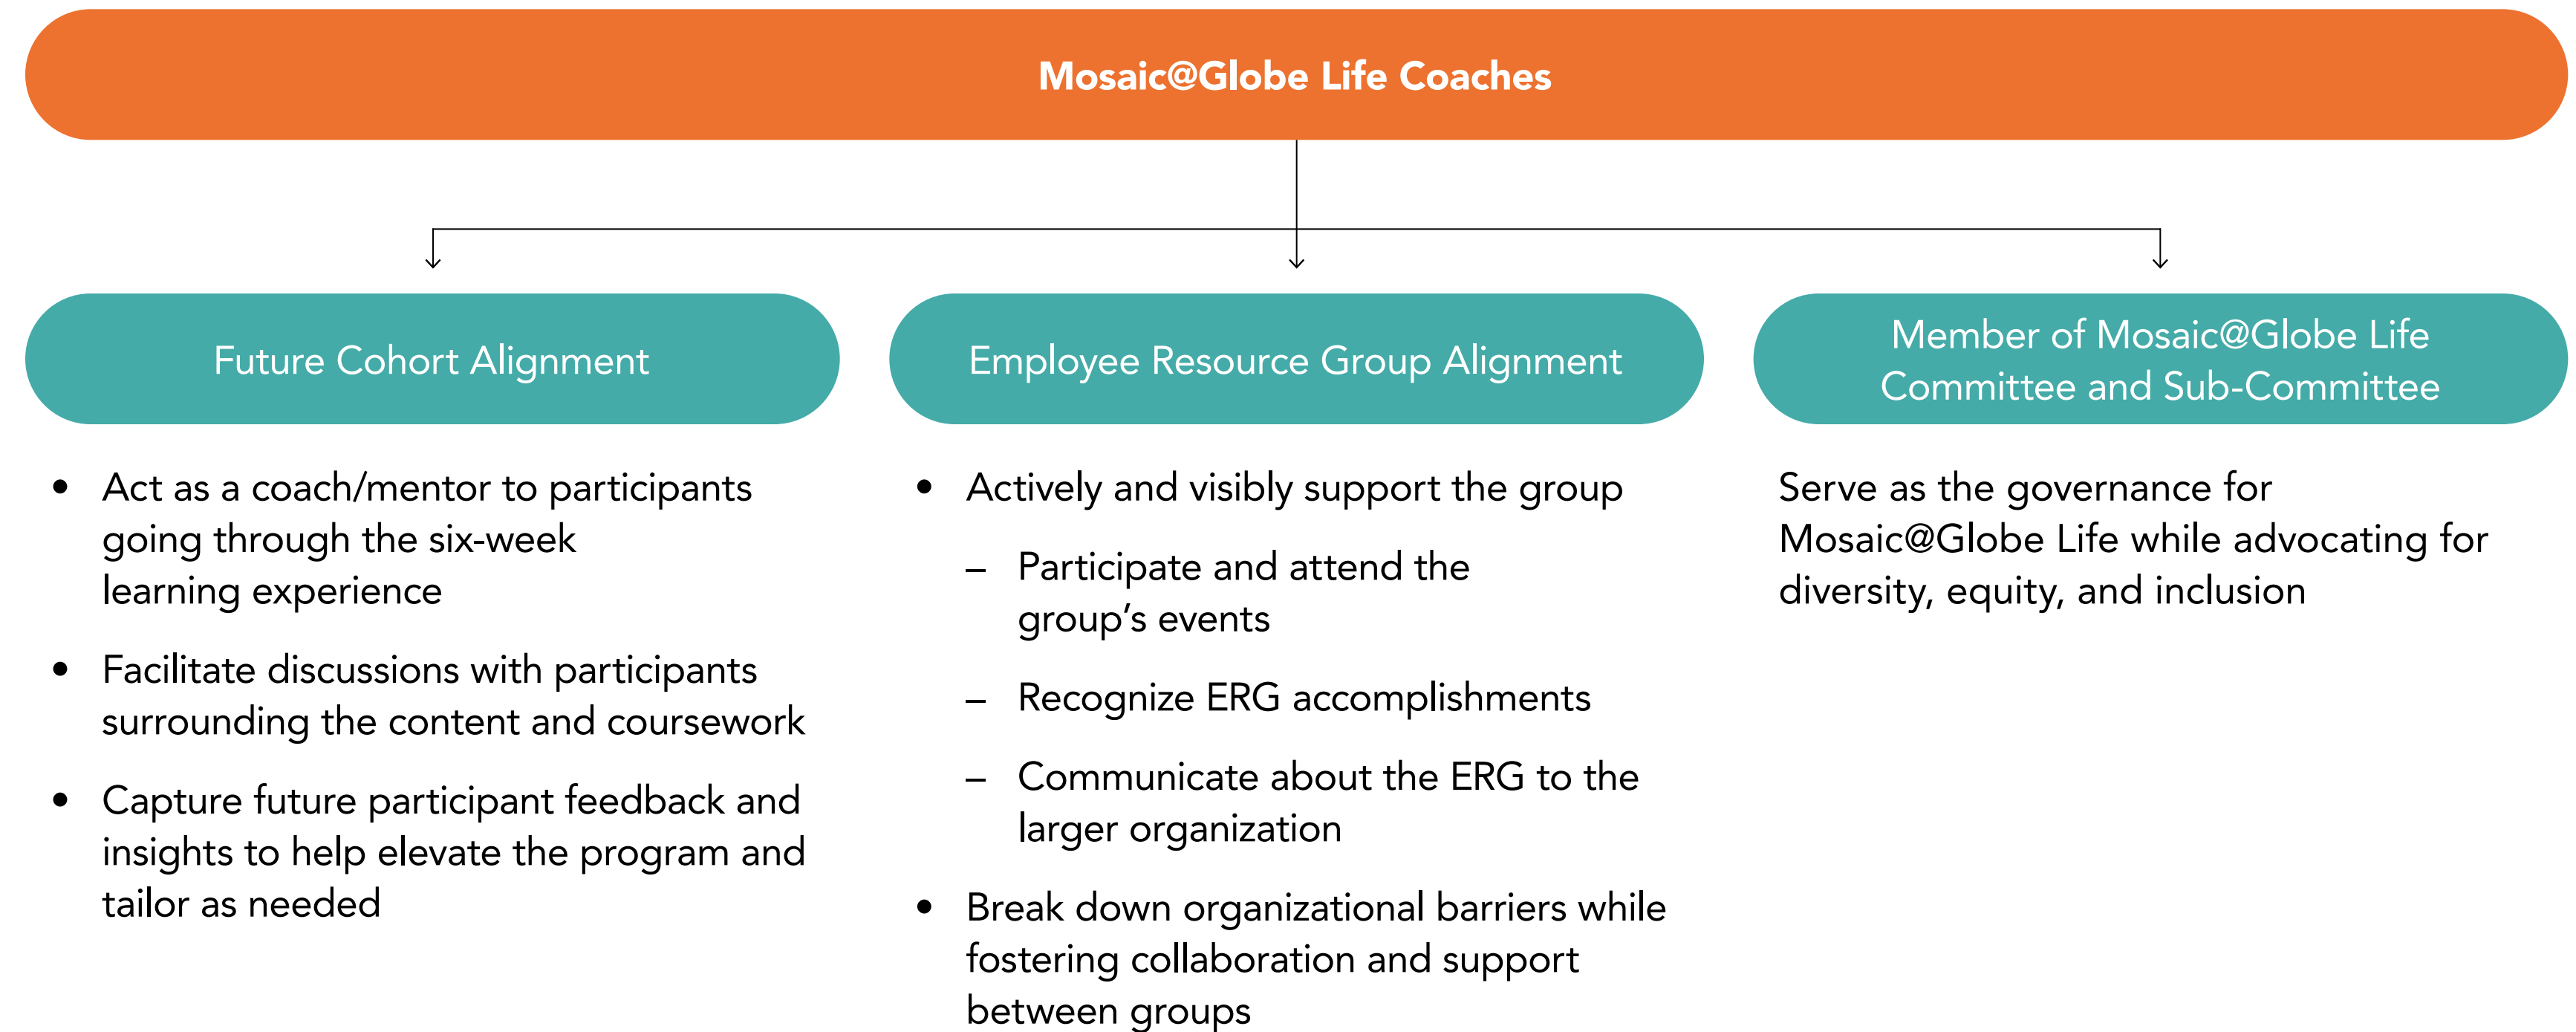 Mosaic@Globe Life Coaches
Future Cohort Alignment
• Act as a coach/mentor to participants
going through the six-week
learning experience
• Facilitate discussions with participants
surrounding the content and coursework
• Capture future participant feedback and
insights to help elevate the program and
tailor as needed
Employee Resource Group Alignment
• Actively and visibly support the group
– Participate and attend the
group’s events
– Recognize ERG accomplishments
– Communicate about the ERG to the
larger organization
• Break down organizational barriers while
fostering collaboration and support
between groups
Member of Mosaic@Globe Life
Committee and Sub-Committee
Serve as the governance for
Mosaic@Globe Life while advocating for
diversity, equity, and inclusion